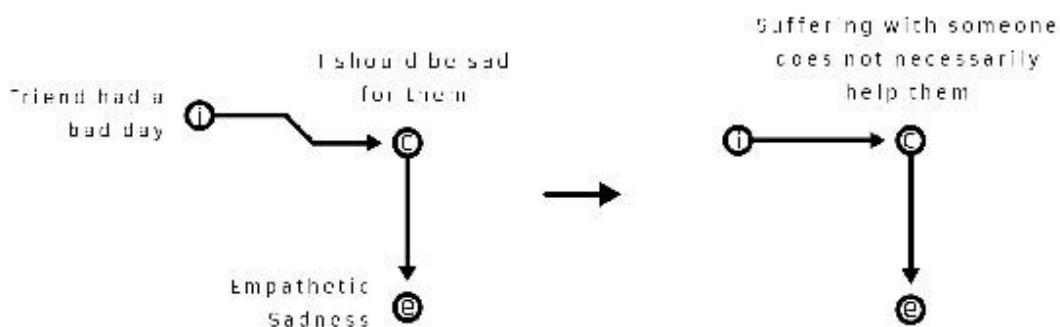 Friend had a
bad day
i
I should be sad
for them
c
Empathetic
Sadness
e
Suffering with someone
does not necessarily
help them
i
c
e